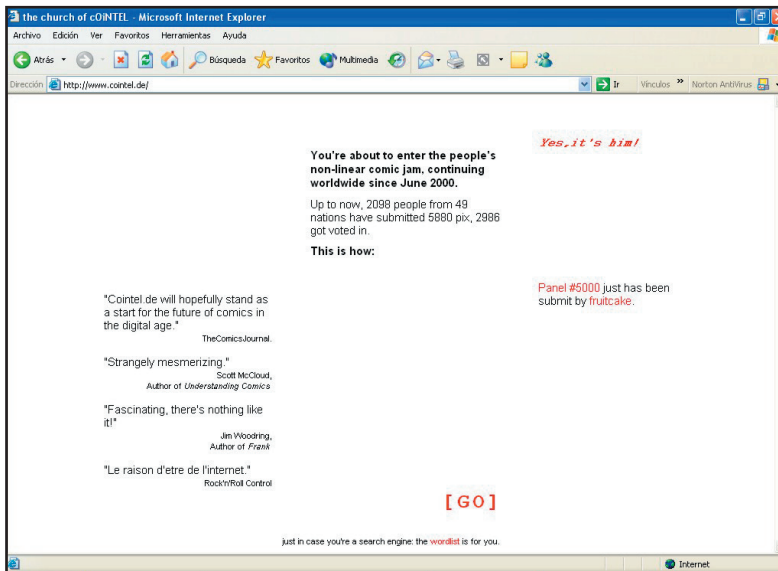 the church of cOiNTEL - Microsoft Internet Explorer
Archivo Edición Ver Favoritos Herramientas Ayuda
Atrás Búsqueda Favoritos Multimedia
Dirección http://www.cointel.de/ Ir Vínculos » Norton AntiVirus
Yes,it's him!
You're about to enter the people's
non-linear comic jam, continuing
worldwide since June 2000.
Up to now, 2098 people from 49
nations have submitted 5880 pix, 2986
got voted in.
This is how:
Panel #5000 just has been
submit by fruitcake.
"Cointel.de will hopefully stand as
a start for the future of comics in
the digital age."
TheComicsJournal.
"Strangely mesmerizing."
Scott McCloud,
Author of Understanding Comics
"Fascinating, there's nothing like
it!"
Jim Woodring,
Author of Frank
"Le raison d'etre de l'internet."
Rock'n'Roll Control
[GO]
just in case you're a search engine: the wordlist is for you.
Internet